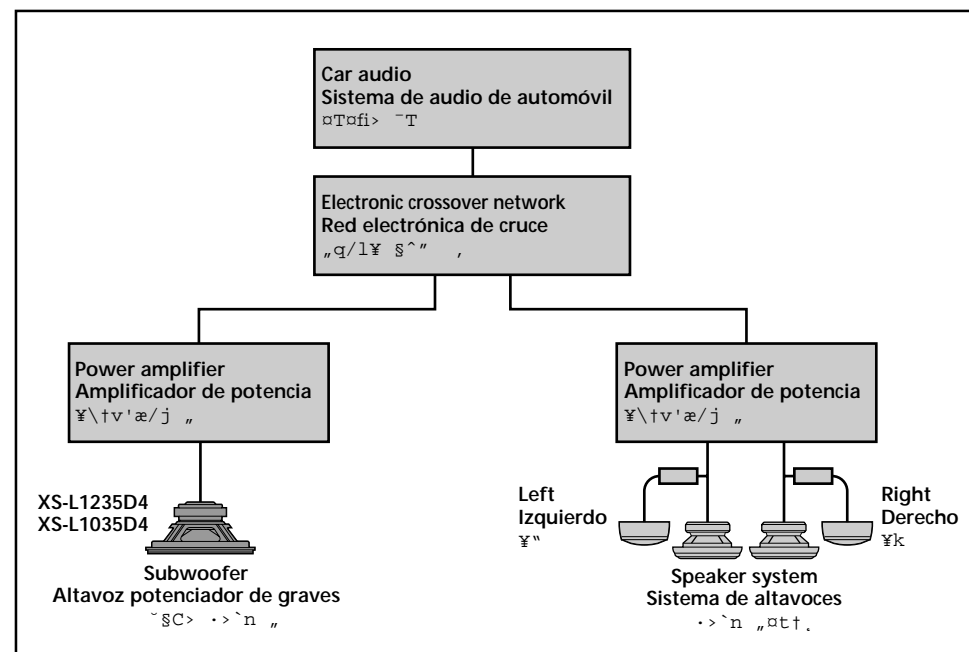 Car audio
Sistema de audio de automóvil
¤T¤fi› ¯T
Electronic crossover network
Red electrónica de cruce
„q/l¥ §ˆ” ‚
Power amplifier
Amplificador de potencia
¥\†v'æ/j „
Power amplifier
Amplificador de potencia
¥\†v'æ/j „
XS-L1235D4
XS-L1035D4
Subwoofer
Altavoz potenciador de graves
˘§C› ·›`n „
Left
Izquierdo
¥“
Right
Derecho
¥k
Speaker system
Sistema de altavoces
·›`n „¤t†˛